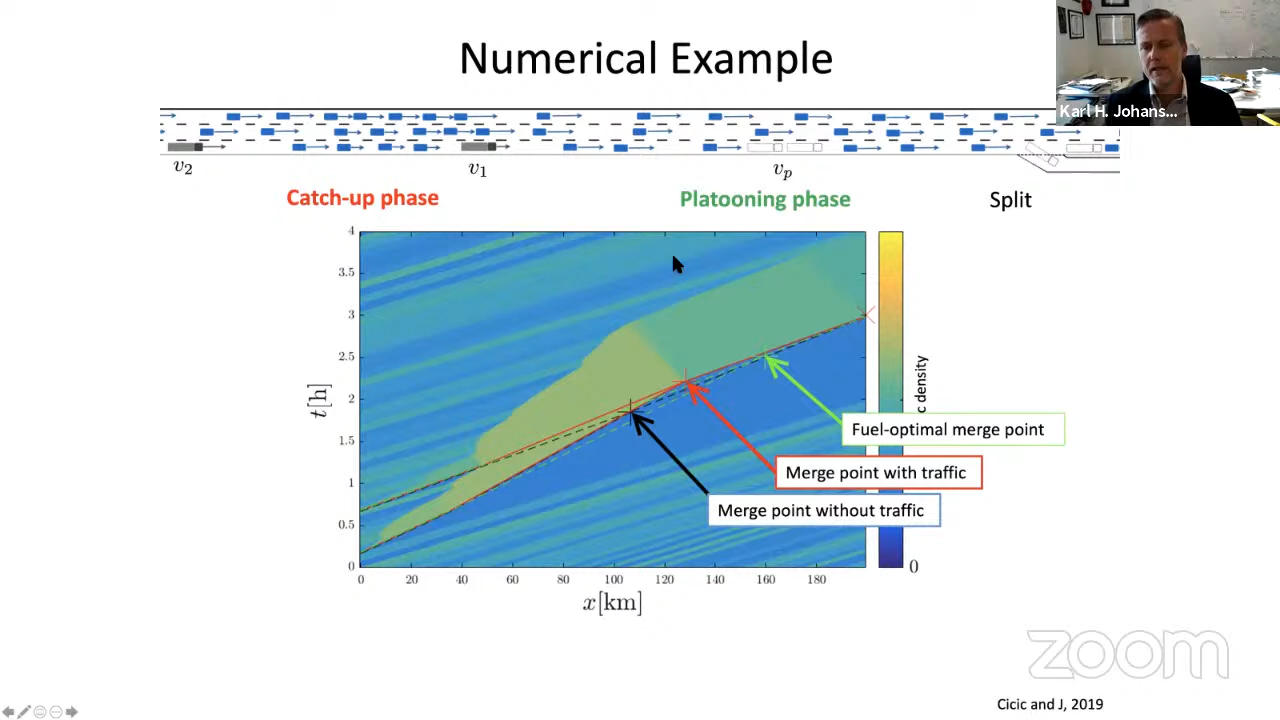 Numerical Example
Karl H. Johans...
v2
v1
vp
Catch-up phase
Platooning phase
Split
4
3.5
3
2.5
2
1.5
1
0.5
0
t[h]
0
20
40
60
80
100
120
140
160
180
x[km]
c density
0
Fuel-optimal merge point
Merge point with traffic
Merge point without traffic
zoom
Cicic and J, 2019